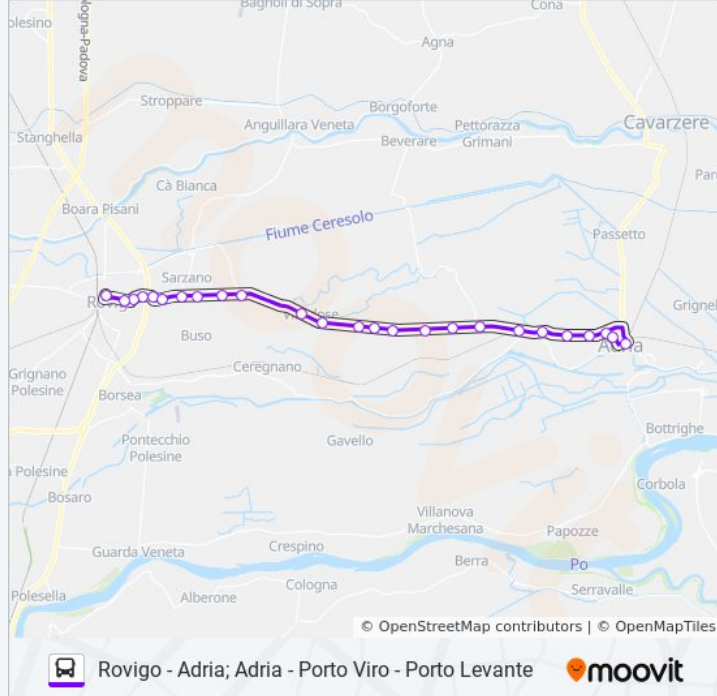 Bagnoli di Sopra
Cona
olesino
logna-Padova
Agna
Stroppare
Borgoforte
Cavarzere
Stanghella
Anguillara Veneta
Pettorazza
Grimani
Beverare
Cà Bianca
Boara Pisani
Fiume Ceresolo
Passetto
Sarzano
Grignel
Buso
Adria
Ceregnano
Grignano
Polesine
Borsea
Bottrighe
Pontecchio
Polesine
Gavello
a Polesine
Corbola
Bosaro
Villanova
Marchesana
Papozze
Crespino
Guarda Veneta
Berra
Po
Cologna
Serravalle
Polesella
Alberone
© OpenStreetMap contributors | © OpenMapTiles
Rovigo - Adria; Adria - Porto Viro - Porto Levante
moovit